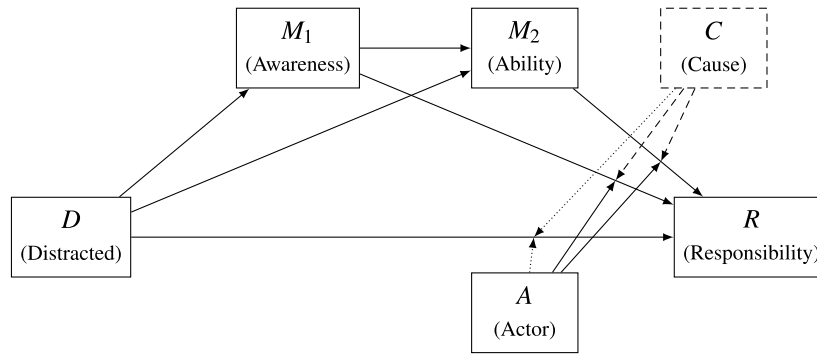 M₁
(Awareness)
M₂
(Ability)
C
(Cause)
D
(Distracted)
R
(Responsibility)
A
(Actor)